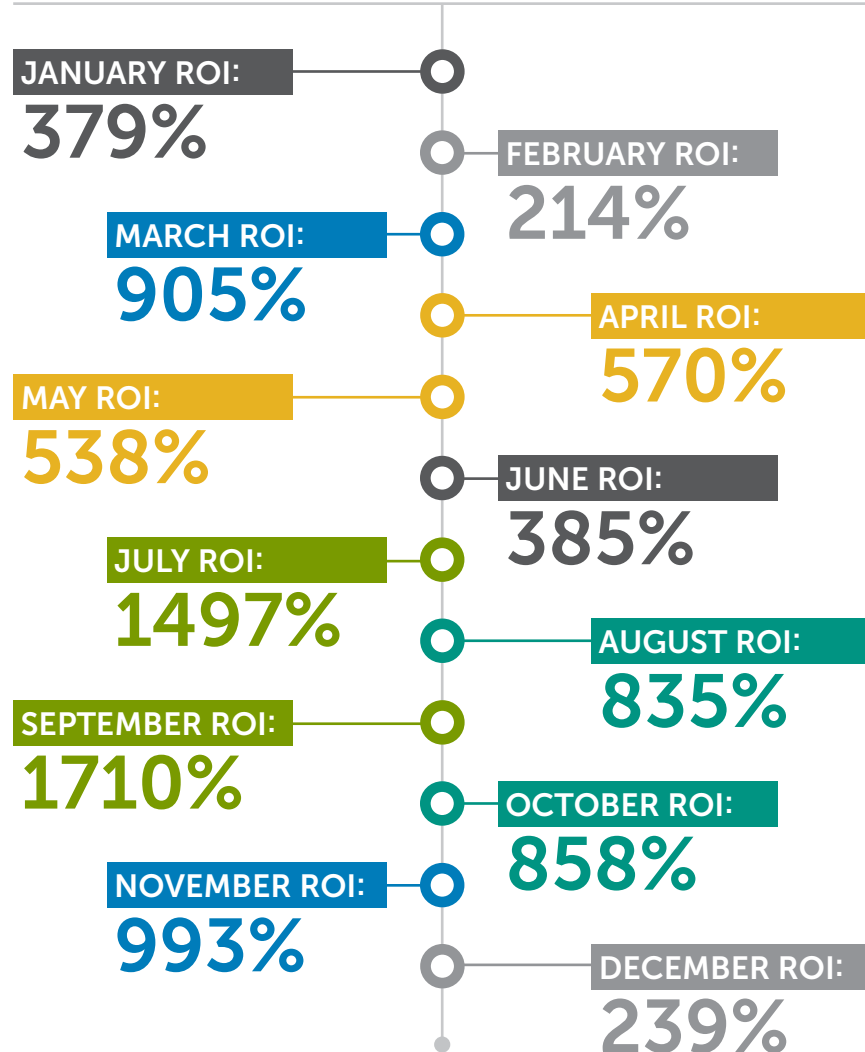 JANUARY ROI:
379%
FEBRUARY ROI:
214%
MARCH ROI:
905%
APRIL ROI:
570%
MAY ROI:
538%
JUNE ROI:
385%
JULY ROI:
1497%
AUGUST ROI:
835%
SEPTEMBER ROI:
1710%
OCTOBER ROI:
858%
NOVEMBER ROI:
993%
DECEMBER ROI:
239%